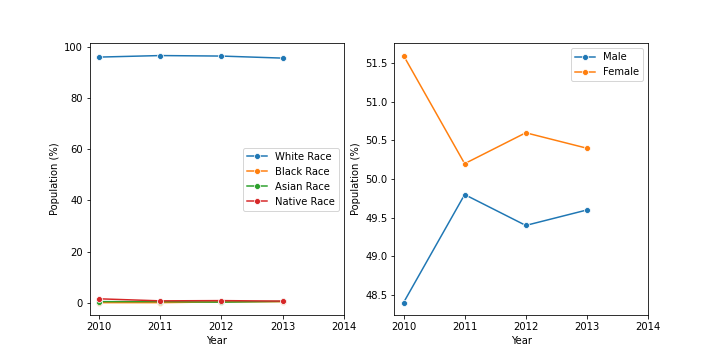 100
80
60
40
20
0
Population (%)
White Race
Black Race
Asian Race
Native Race
2010 2011 2012 2013 2014
Year
51.5
51.0
50.5
50.0
49.5
49.0
48.5
Population (%)
Male
Female
2010 2011 2012 2013 2014
Year